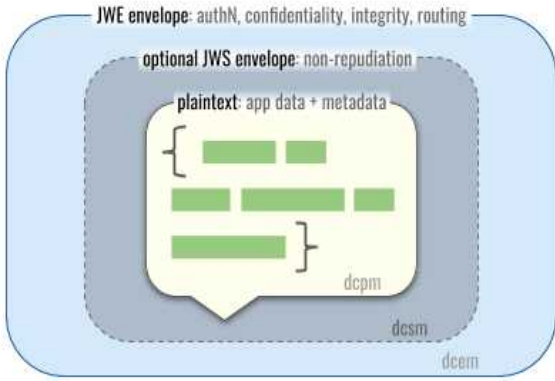 JWE envelope: authN, confidentiality, integrity, routing
optional JWS envelope: non-repudiation
plaintext: app data + metadata
{
}
dcpm
dcsm
dcem